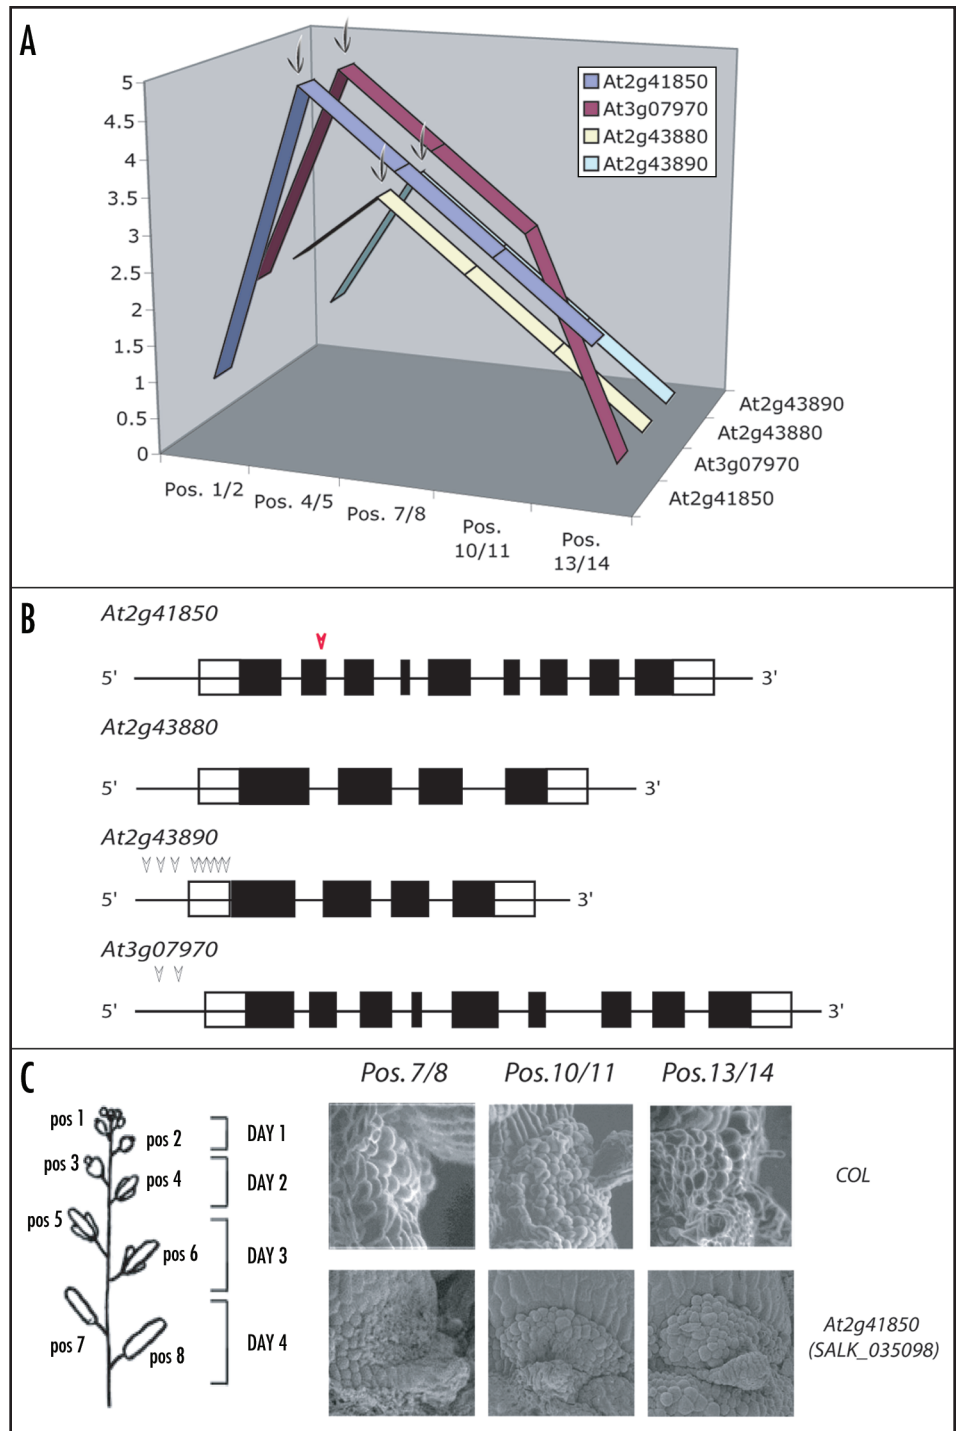 A
5
4.5
4
3.5
3
2.5
2
1.5
1
0.5
0
At2g41850
At3g07970
At2g43880
At2g43890
Pos. 1/2
Pos. 4/5
Pos. 7/8
Pos.
10/11
Pos.
13/14
At2g43890
At2g43880
At3g07970
At2g41850
B
At2g41850
5' 3'
At2g43880
5' 3'
At2g43890
5' 3'
At3g07970
5' 3'
C
Pos.7/8 Pos.10/11 Pos.13/14
pos 1
pos 2
pos 3
pos 4
pos 5
pos 6
pos 7
pos 8
DAY 1
DAY 2
DAY 3
DAY 4
COL
At2g41850
(SALK_035098)